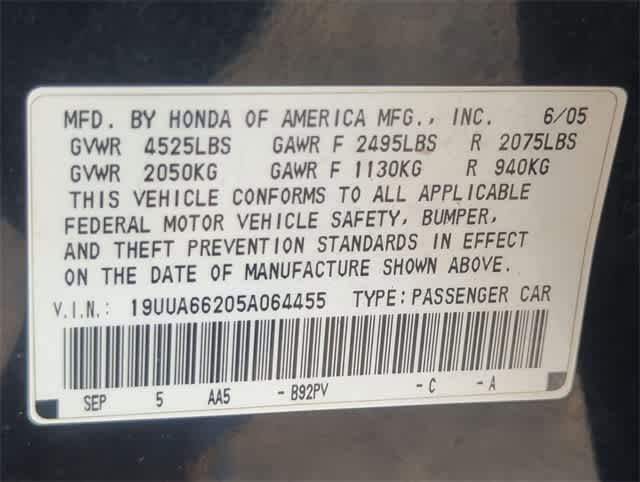 MFD. BY HONDA OF AMERICA MFG., INC. 6/05
GVWR 4525LBS GAWR F 2495LBS R 2075LBS
GVWR 2050KG GAWR F 1130KG R 940KG
THIS VEHICLE CONFORMS TO ALL APPLICABLE
FEDERAL MOTOR VEHICLE SAFETY, BUMPER,
AND THEFT PREVENTION STANDARDS IN EFFECT
ON THE DATE OF MANUFACTURE SHOWN ABOVE.
V.I.N.: 19UUA66205A064455 TYPE: PASSENGER CAR
SEP 5 AA5 - B92PV - C - A